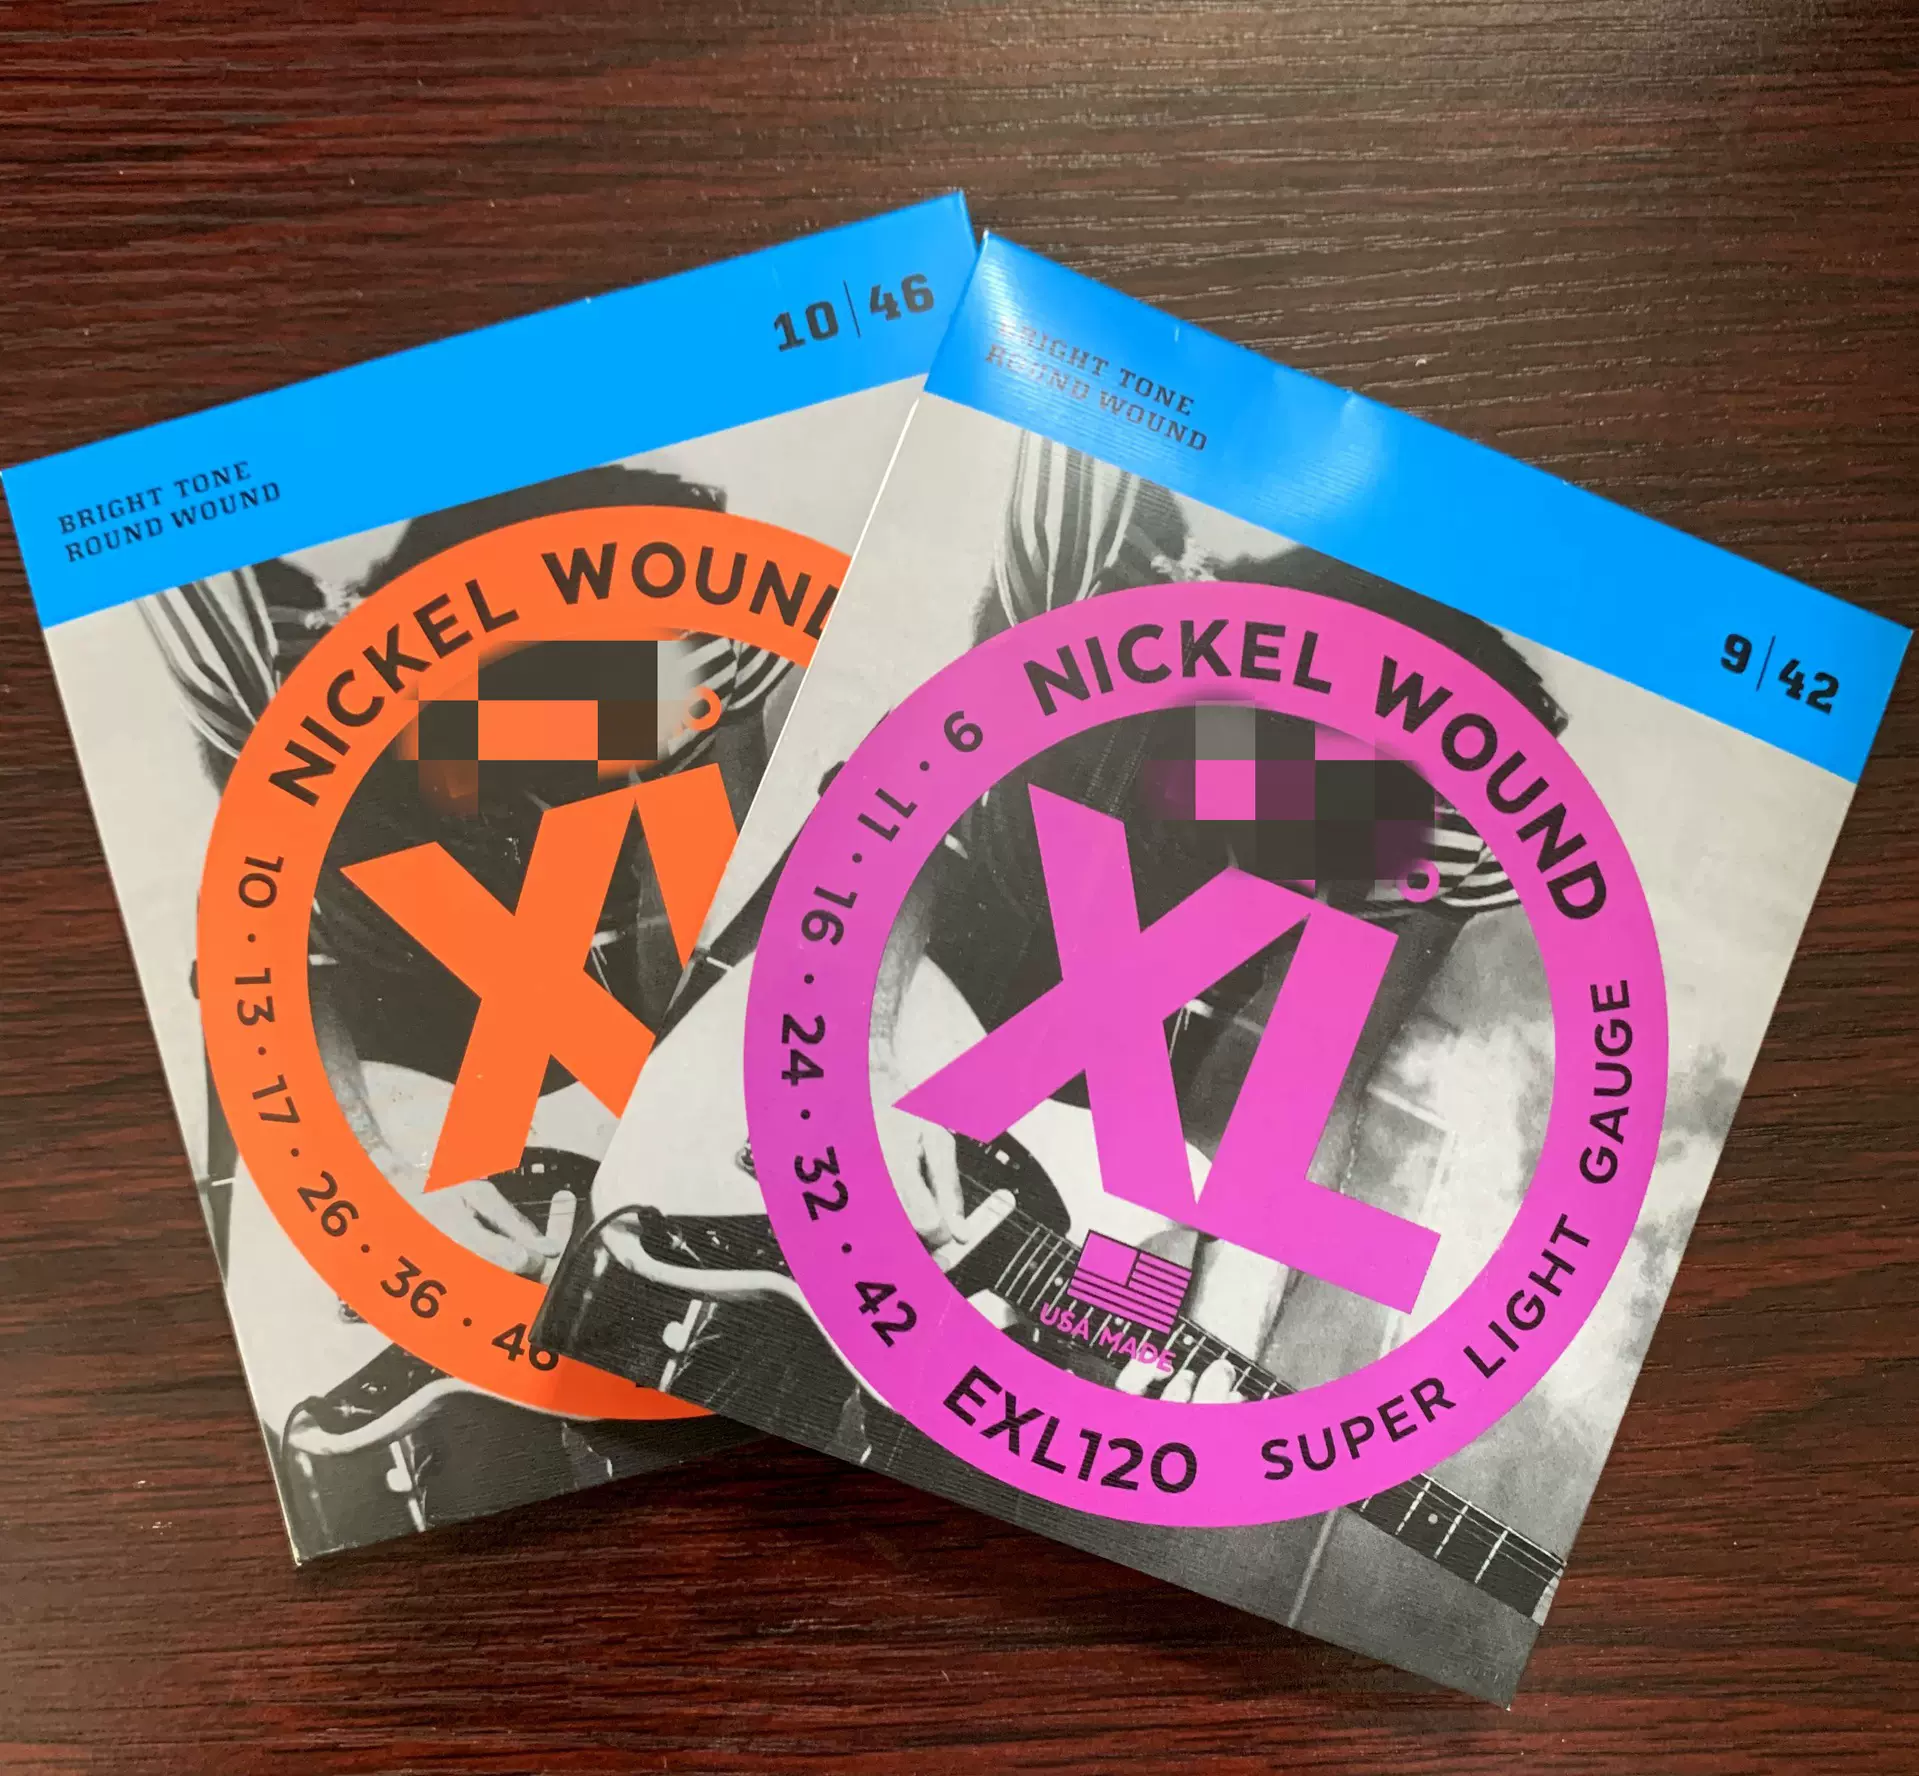 BRIGHT TONE
ROUND WOUND
10|46
NICKEL WOUND
10 · 13 · 17 · 26 · 36 · 46
BRIGHT TONE
ROUND WOUND
9|42
NICKEL WOUND
9 · 11 · 16 · 24 · 32 · 42
XL
USA MADE
EXL120
SUPER LIGHT GAUGE